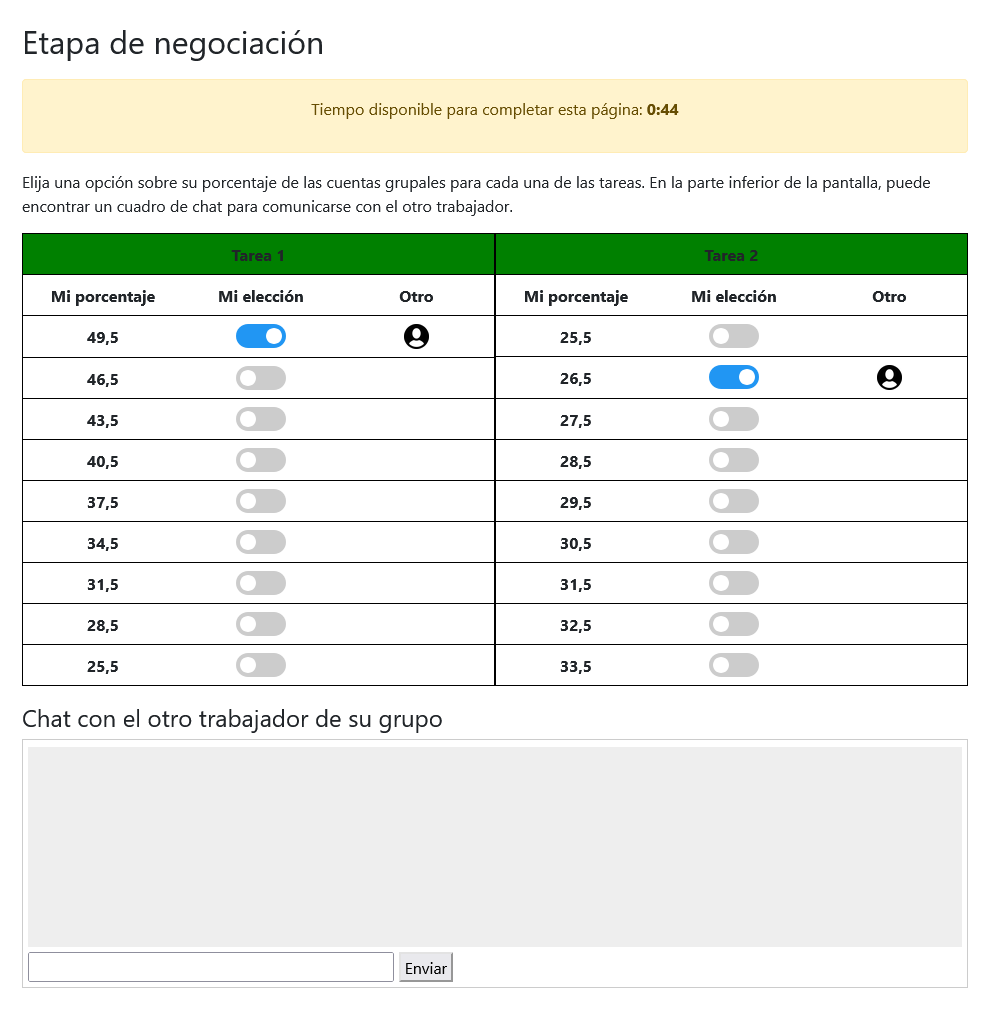 Etapa de negociación
Tiempo disponible para completar esta página: 0:44
Elija una opción sobre su porcentaje de las cuentas grupales para cada una de las tareas. En la parte inferior de la pantalla, puede
encontrar un cuadro de chat para comunicarse con el otro trabajador.
Tarea 1 Tarea 2
Mi porcentaje Mi elección Otro Mi porcentaje Mi elección Otro
49,5 25,5
46,5 26,5
43,5 27,5
40,5 28,5
37,5 29,5
34,5 30,5
31,5 31,5
28,5 32,5
25,5 33,5
Chat con el otro trabajador de su grupo
Enviar